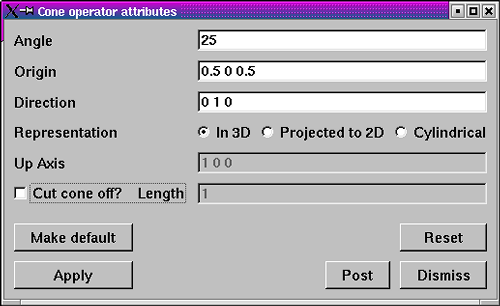 Cone operator attributes
Angle 25
Origin 0.5 0 0.5
Direction 0 1 0
Representation In 3D Projected to 2D Cylindrical
Up Axis 1 0 0
Cut cone off? Length 1
Make default Reset
Apply Post Dismiss